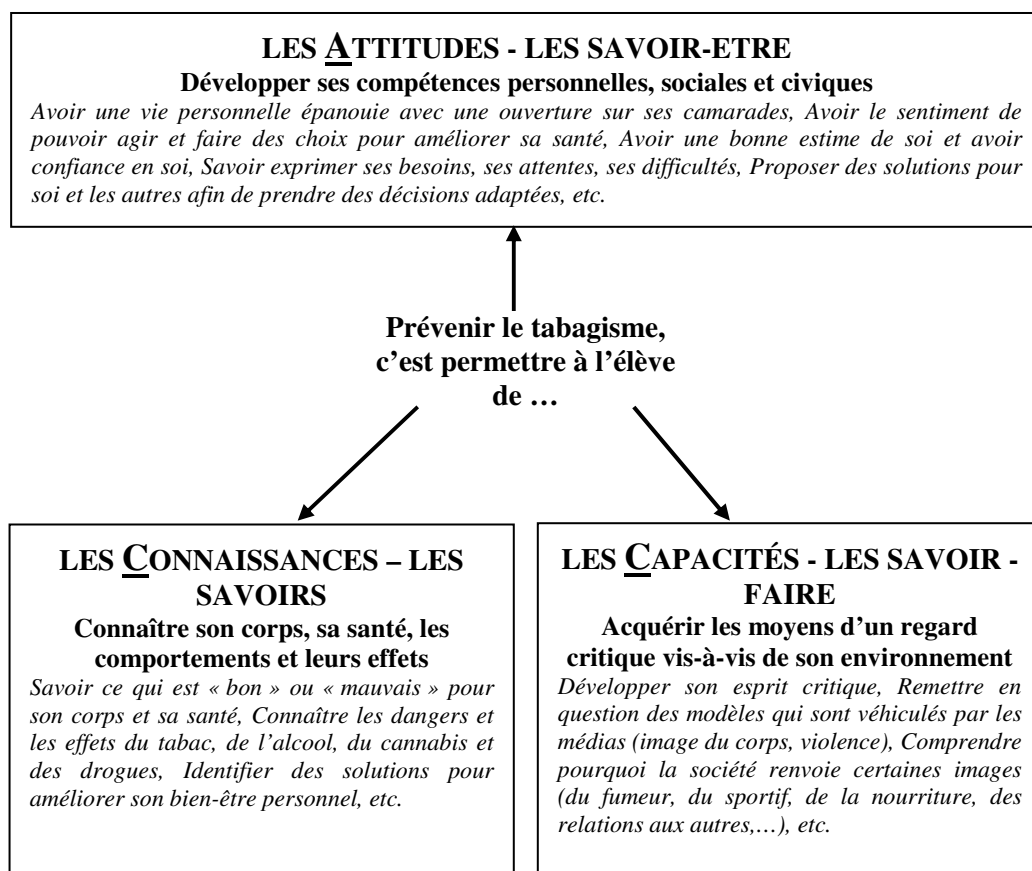 LES ATTITUDES - LES SAVOIR-ETRE
Développer ses compétences personnelles, sociales et civiques
Avoir une vie personnelle épanouie avec une ouverture sur ses camarades, Avoir le sentiment de
pouvoir agir et faire des choix pour améliorer sa santé, Avoir une bonne estime de soi et avoir
confiance en soi, Savoir exprimer ses besoins, ses attentes, ses difficultés, Proposer des solutions pour
soi et les autres afin de prendre des décisions adaptées, etc.
Prévenir le tabagisme,
c’est permettre à l’élève
de …
LES CONNAISSANCES – LES
SAVOIRS
Connaître son corps, sa santé, les
comportements et leurs effets
Savoir ce qui est « bon » ou « mauvais » pour
son corps et sa santé, Connaître les dangers et
les effets du tabac, de l’alcool, du cannabis et
des drogues, Identifier des solutions pour
améliorer son bien-être personnel, etc.
LES CAPACITÉS - LES SAVOIR -
FAIRE
Acquérir les moyens d’un regard
critique vis-à-vis de son environnement
Développer son esprit critique, Remettre en
question des modèles qui sont véhiculés par les
médias (image du corps, violence), Comprendre
pourquoi la société renvoie certaines images
(du fumeur, du sportif, de la nourriture, des
relations aux autres,…), etc.